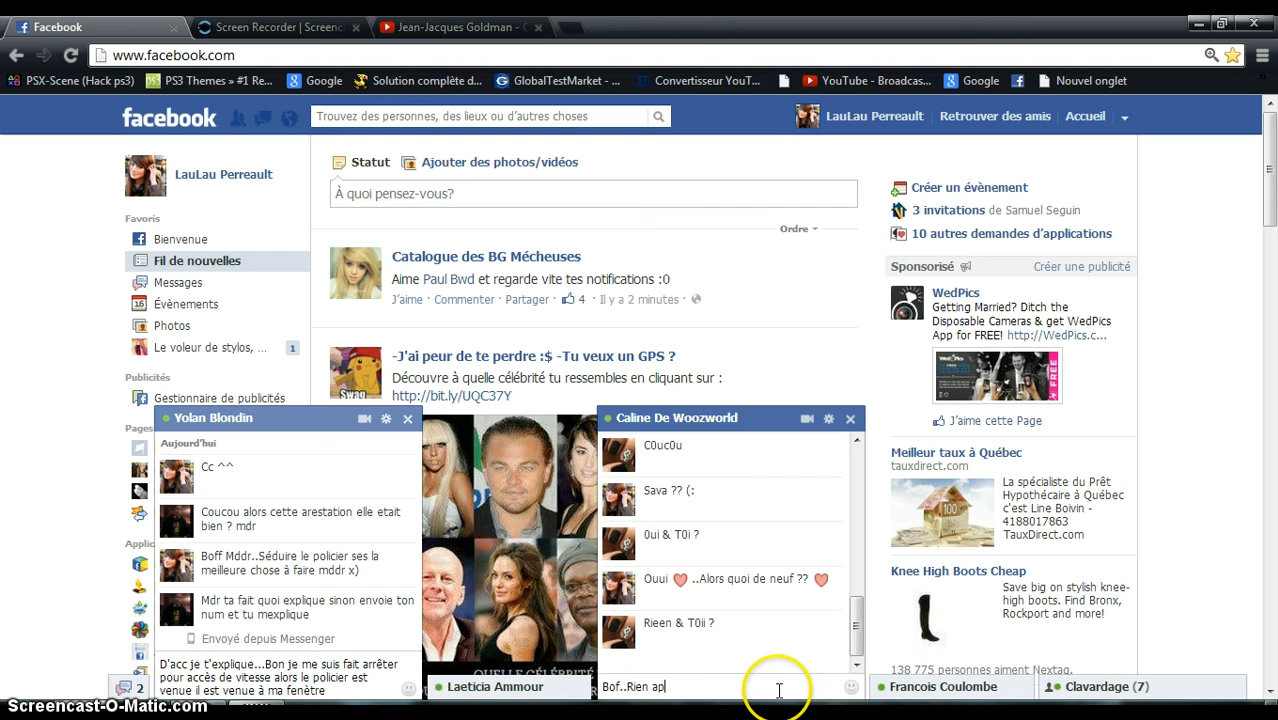 Facebook
Screen Recorder | Screenc
Jean-Jacques Goldman - C
www.facebook.com
PSX-Scene (Hack ps3)
PS3 Themes » #1 Re...
Google
Solution complète d...
GlobalTestMarket - ...
Convertisseur YouT...
YouTube - Broadcas...
Google
Nouvel onglet
facebook
Trouvez des personnes, des lieux ou d'autres choses
LauLau Perreault
Retrouver des amis
Accueil
LauLau Perreault
Favoris
Bienvenue
Fil de nouvelles
Messages
16
Évènements
Photos
Le voleur de stylos, ...
1
Publicités
Gestionnaire de publicités
Pages
Applic
Statut
Ajouter des photos/vidéos
À quoi pensez-vous?
Ordre
Catalogue des BG Mécheuses
Aime Paul Bwd et regarde vite tes notifications :0
J'aime · Commenter · Partager · 4 · Il y a 2 minutes ·
-J'ai peur de te perdre :$ -Tu veux un GPS ?
Swag
Découvre à quelle célébrité tu ressembles en cliquant sur :
http://bit.ly/UQC37Y
QUELLE CÉLÉBRITÉ
Créer un évènement
3 invitations de Samuel Seguin
10 autres demandes d'applications
Sponsorisé
Créer une publicité
WedPics
Getting Married? Ditch the
Disposable Cameras & get WedPics
App for FREE! http://WedPics.c...
WedPics
FREE
J'aime cette Page
Meilleur taux à Québec
tauxdirect.com
100
La spécialiste du Prêt
Hypothécaire à Québec
c'est Line Boivin -
4188017863
TauxDirect.com
Knee High Boots Cheap
Save big on stylish knee-
high boots. Find Bronx,
Rockport and more!
138 775 personnes aiment Nextag.
Yolan Blondin
Aujourd'hui
Cc ^^
Coucou alors cette arestation elle etait
bien ? mdr
Boff Mddr..Séduire le policier ses la
meilleure chose à faire mddr x)
Mdr ta fait quoi explique sinon envoie ton
num et tu mexplique
Envoyé depuis Messenger
D'acc je t'explique...Bon je me suis fait arrêter
pour accès de vitesse alors le policier est
venue il est venue à ma fenêtre
Caline De Woozworld
C0uc0u
Sava ?? (:
0ui & T0i ?
Ouui ❤ ..Alors quoi de neuf ?? ❤
Rieen & T0ii ?
Bof..Rien ap
2
Laeticia Ammour
Francois Coulombe
Clavardage (7)
Screencast-O-Matic.com